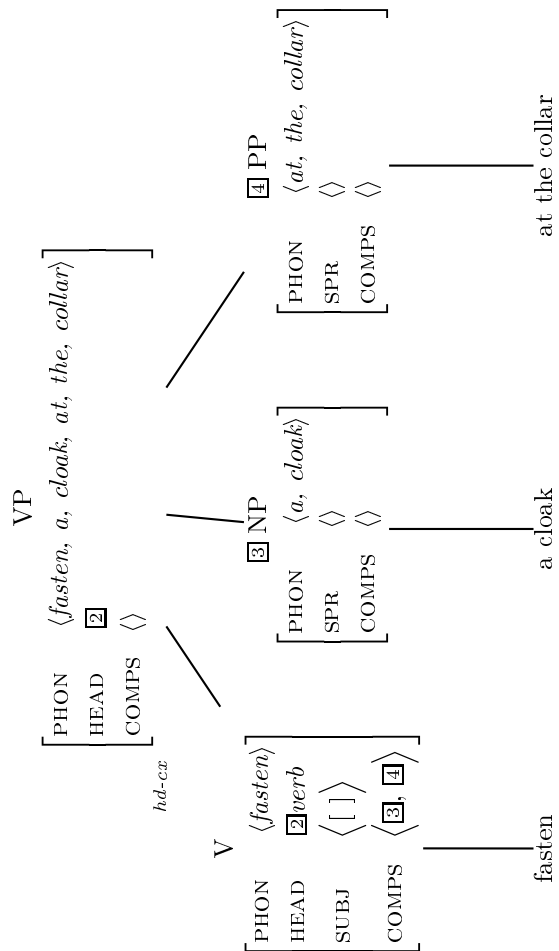 VP
PHON ⟨fasten, a, cloak, at, the, collar⟩
HEAD 2
COMPS ⟨⟩
hd-cx
V
PHON ⟨fasten⟩
HEAD 2 verb
SUBJ ⟨[ ]⟩
COMPS ⟨3, 4⟩
fasten
3 NP
PHON ⟨a, cloak⟩
SPR ⟨⟩
COMPS ⟨⟩
a cloak
4 PP
PHON ⟨at, the, collar⟩
SPR ⟨⟩
COMPS ⟨⟩
at the collar